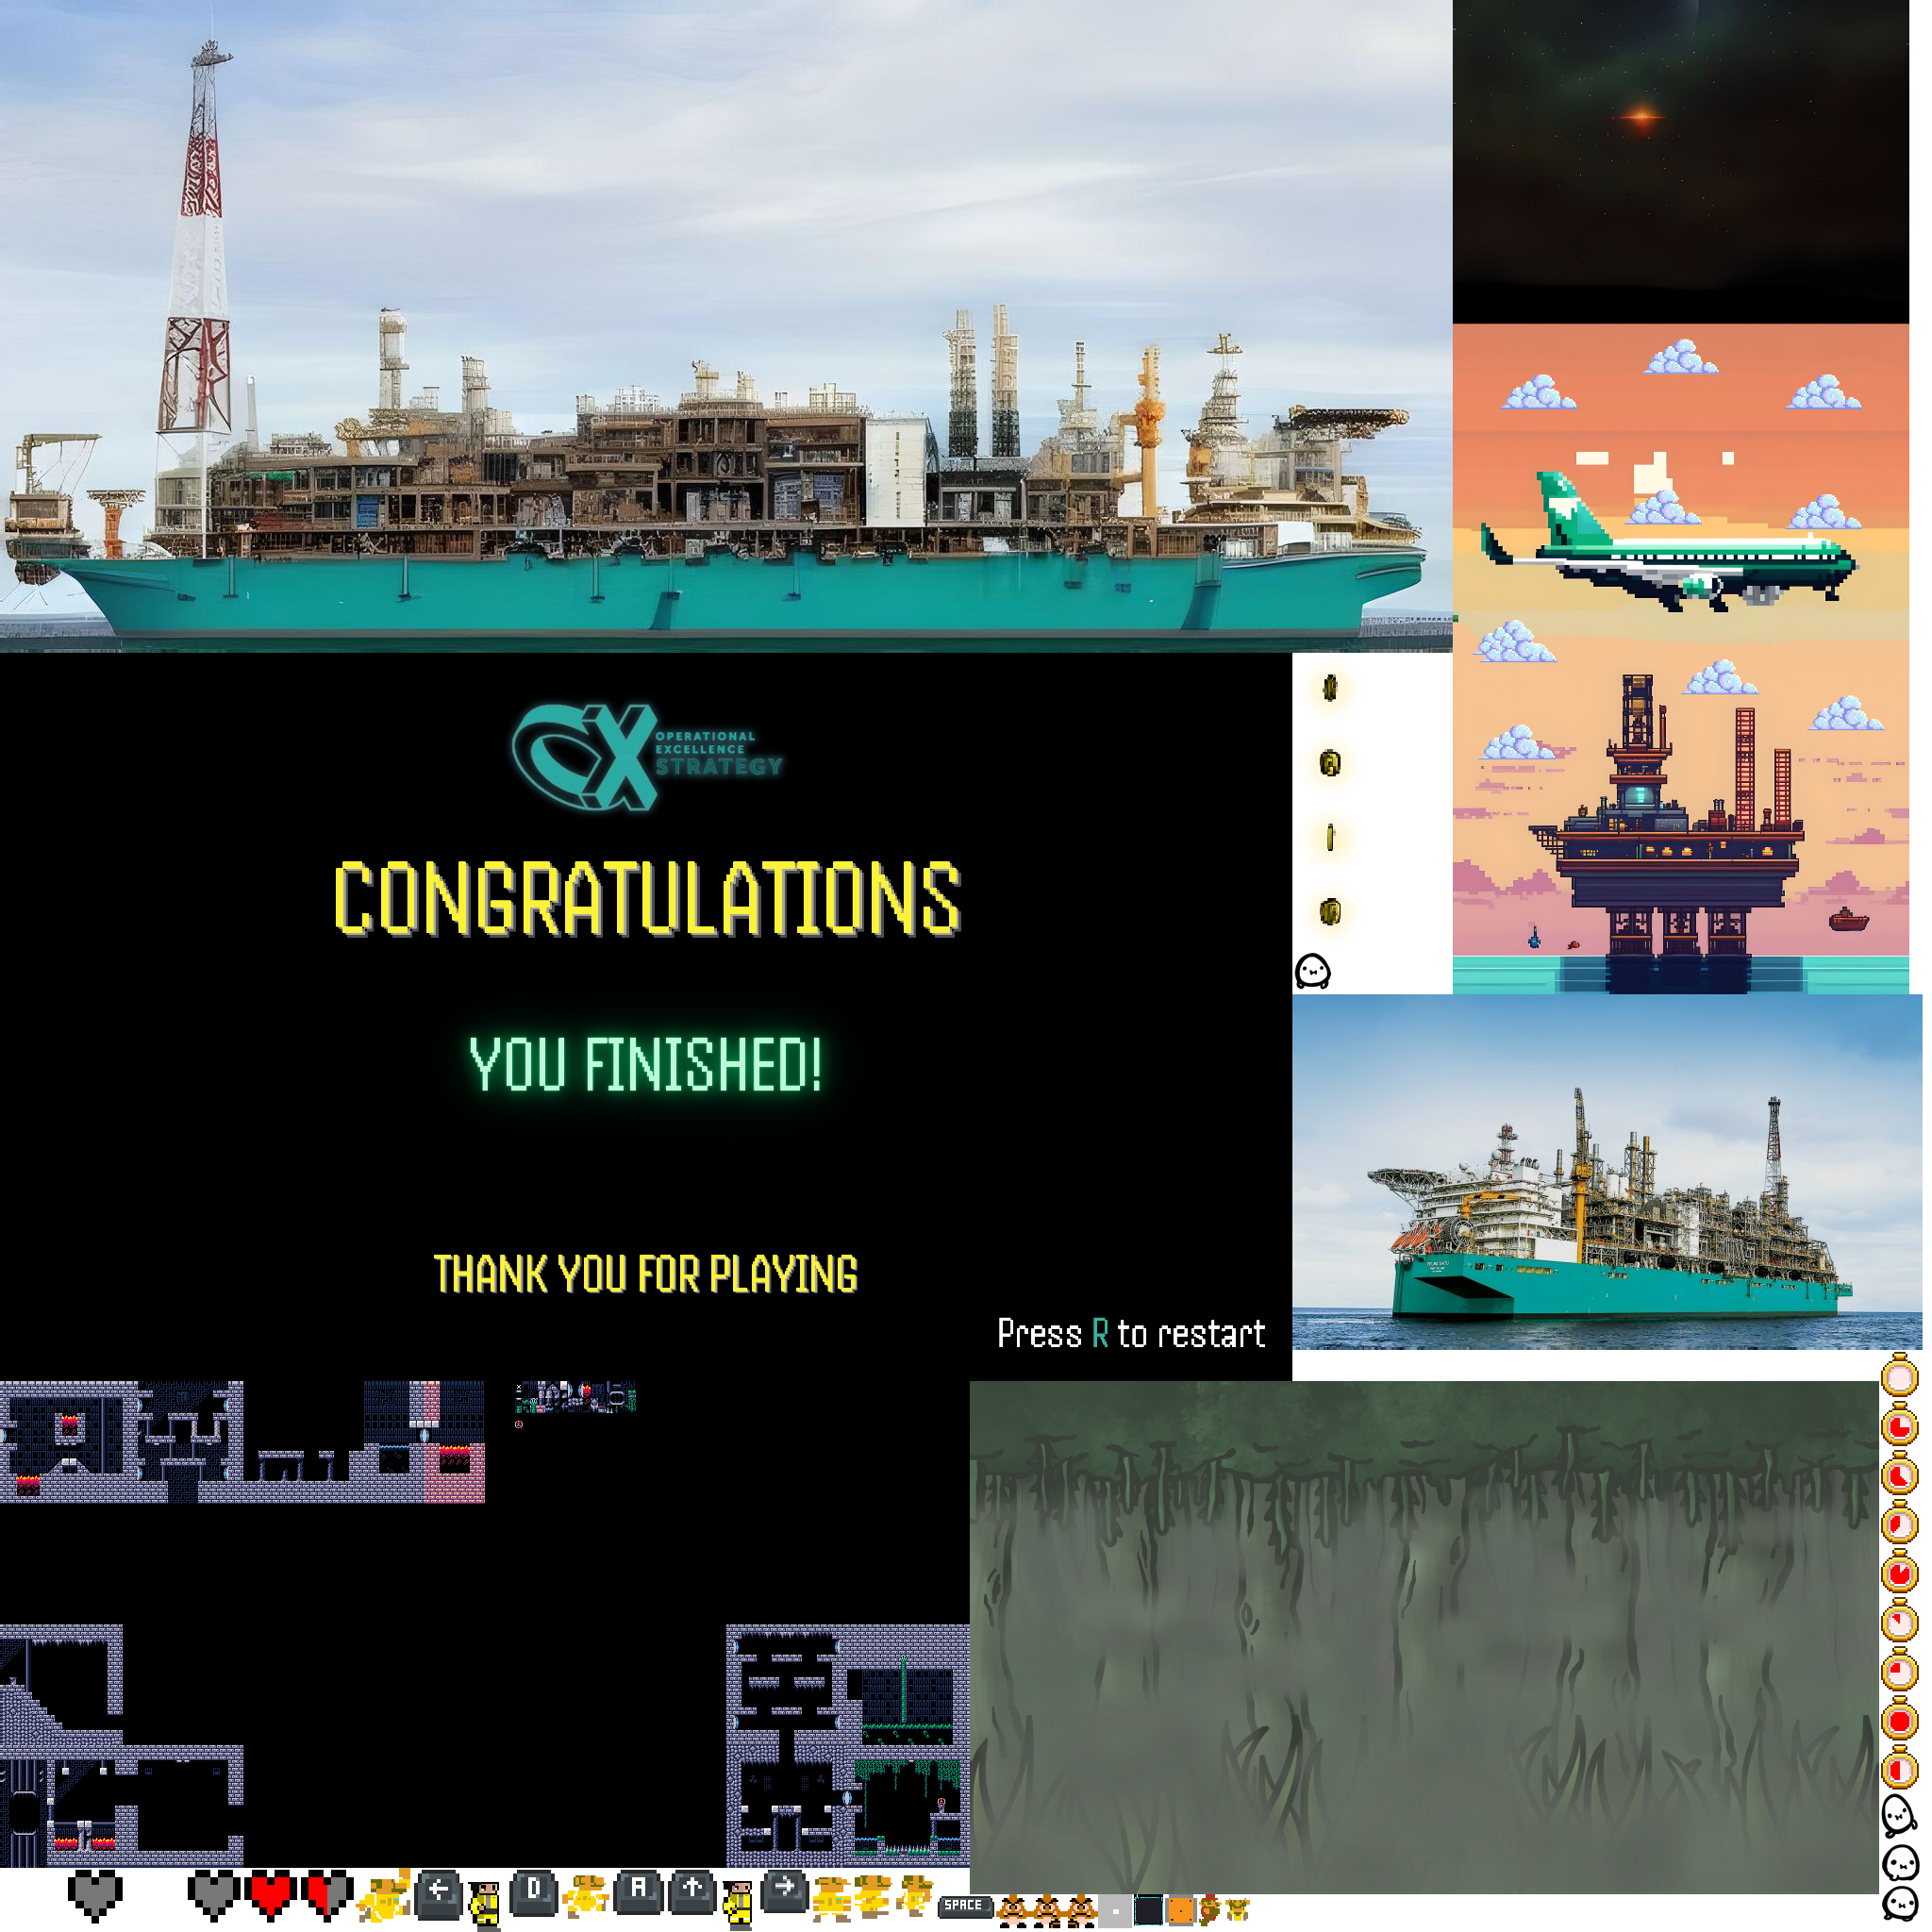 OPERATIONAL
EXCELLENCE
STRATEGY
CONGRATULATIONS
YOU FINISHED!
THANK YOU FOR PLAYING
Press R to restart
D
A
SPACE